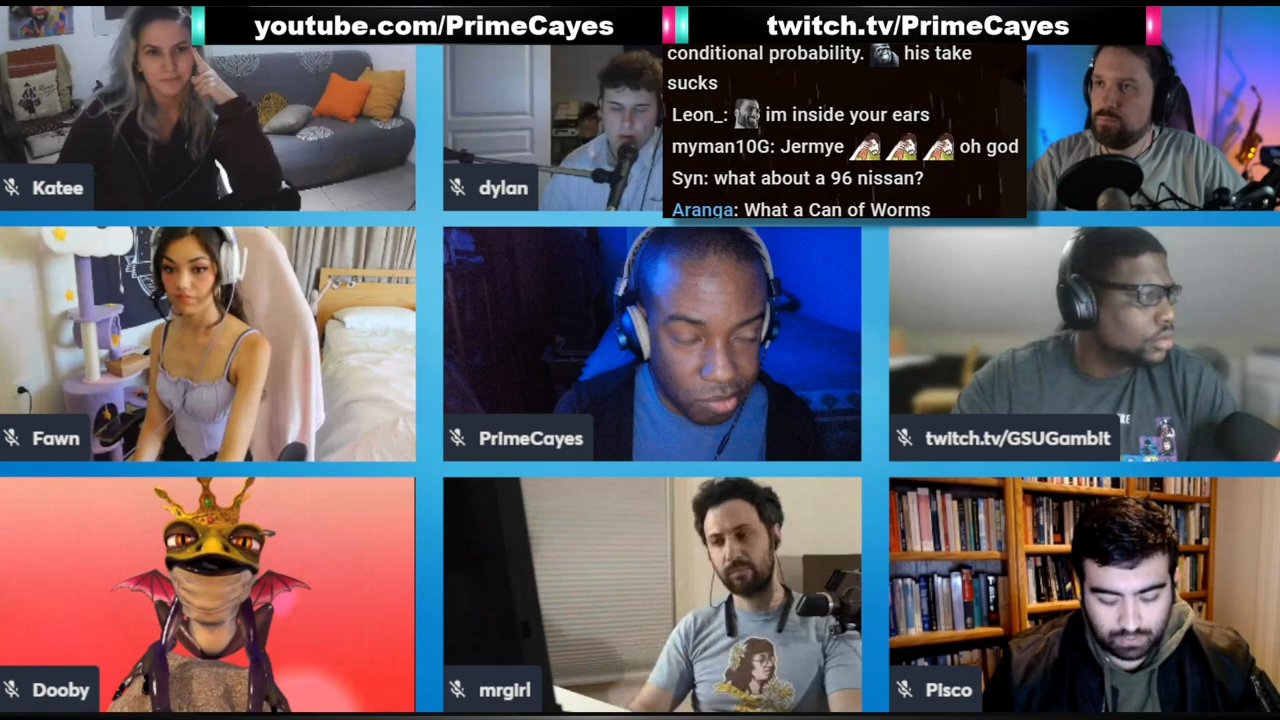 youtube.com/PrimeCayes
twitch.tv/PrimeCayes
conditional probability. his take
sucks
Leon_: im inside your ears
myman10G: Jermye oh god
Syn: what about a 96 nissan?
Aranga: What a Can of Worms
Katee
dylan
Fawn
PrimeCayes
twitch.tv/GSUGambit
Dooby
mrgirl
Pisco